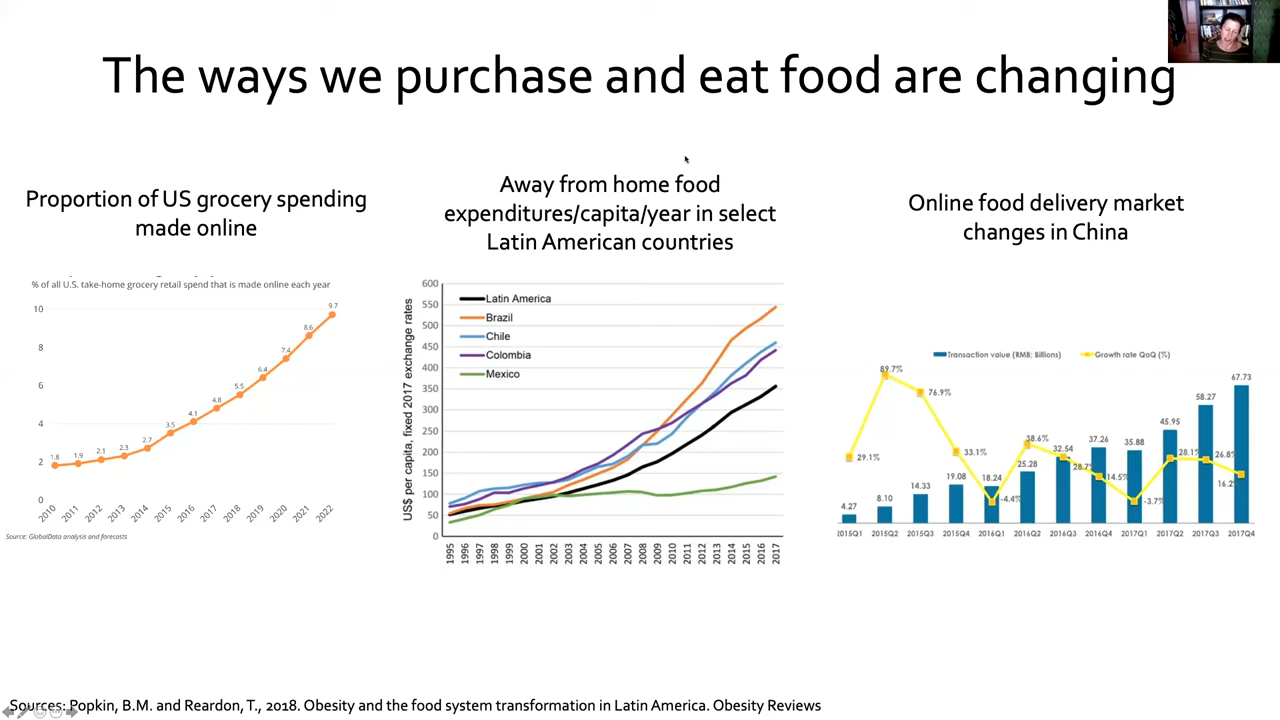 The ways we purchase and eat food are changing
Proportion of US grocery spending
made online
% of all U.S. take-home grocery retail spend that is made online each year
10
8
6
4
2
0
1.8
1.9
2.1
2.3
2.7
3.5
4.1
4.8
5.5
6.4
7.4
8.6
9.7
2010
2011
2012
2013
2014
2015
2016
2017
2018
2019
2020
2021
2022
Source: GlobalData analysis and forecasts
Away from home food
expenditures/capita/year in select
Latin American countries
US$ per capita, fixed 2017 exchange rates
600
550
500
450
400
350
300
250
200
150
100
50
0
Latin America
Brazil
Chile
Colombia
Mexico
1995
1996
1997
1998
1999
2000
2001
2002
2003
2004
2005
2006
2007
2008
2009
2010
2011
2012
2013
2014
2015
2016
2017
Online food delivery market
changes in China
Transaction value (RMB; Billions)
Growth rate QoQ (%)
29.1%
89.7%
76.9%
33.1%
-4.4%
38.6%
28.7%
14.5%
-3.7%
28.1%
26.8%
16.2
4.27
8.10
14.33
19.08
18.24
25.28
32.54
37.26
35.88
45.95
58.27
67.73
2015Q1
2015Q2
2015Q3
2015Q4
2016Q1
2016Q2
2016Q3
2016Q4
2017Q1
2017Q2
2017Q3
2017Q4
Sources: Popkin, B.M. and Reardon, T., 2018. Obesity and the food system transformation in Latin America. Obesity Reviews